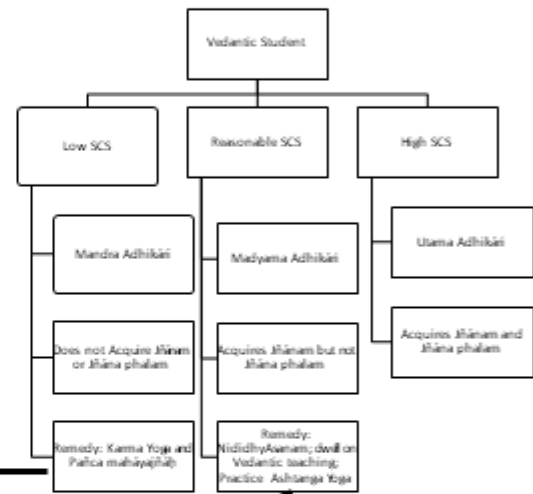 Vedantic Student
Low SCS
Reasonable SCS
High SCS
Mandra Adhikāri
Madyama Adhikāri
Utama Adhikāri
Does not Acquire Jñānam
or Jñāna phalam
Acquires Jñānam but not
Jñāna phalam
Acquires Jñānam and
Jñāna phalam
Remedy: Karma Yoga and
Pañca mahāyajñāḥ
Remedy:
NididhyAsanam; dwell on
Vedantic teaching;
Practice Ashtanga Yoga